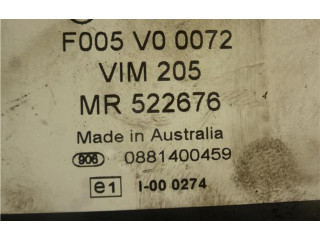 F005 V0 0072
VIM 205
MR 522676
Made in Australia
906 0881400459
e1 I-00 0274